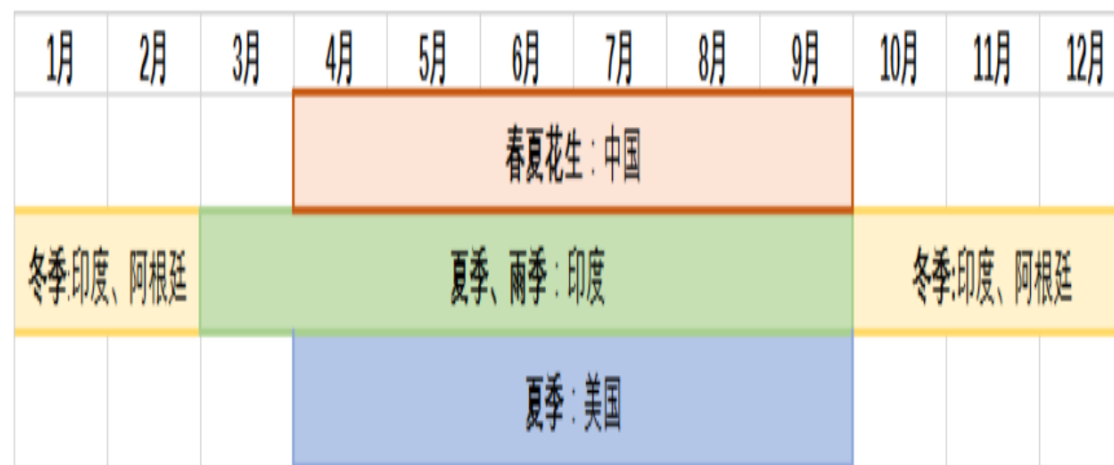 1月 2月 3月 4月 5月 6月 7月 8月 9月 10月 11月 12月
春夏花生：中国
冬季:印度、阿根廷 夏季、雨季：印度 冬季:印度、阿根廷
夏季：美国